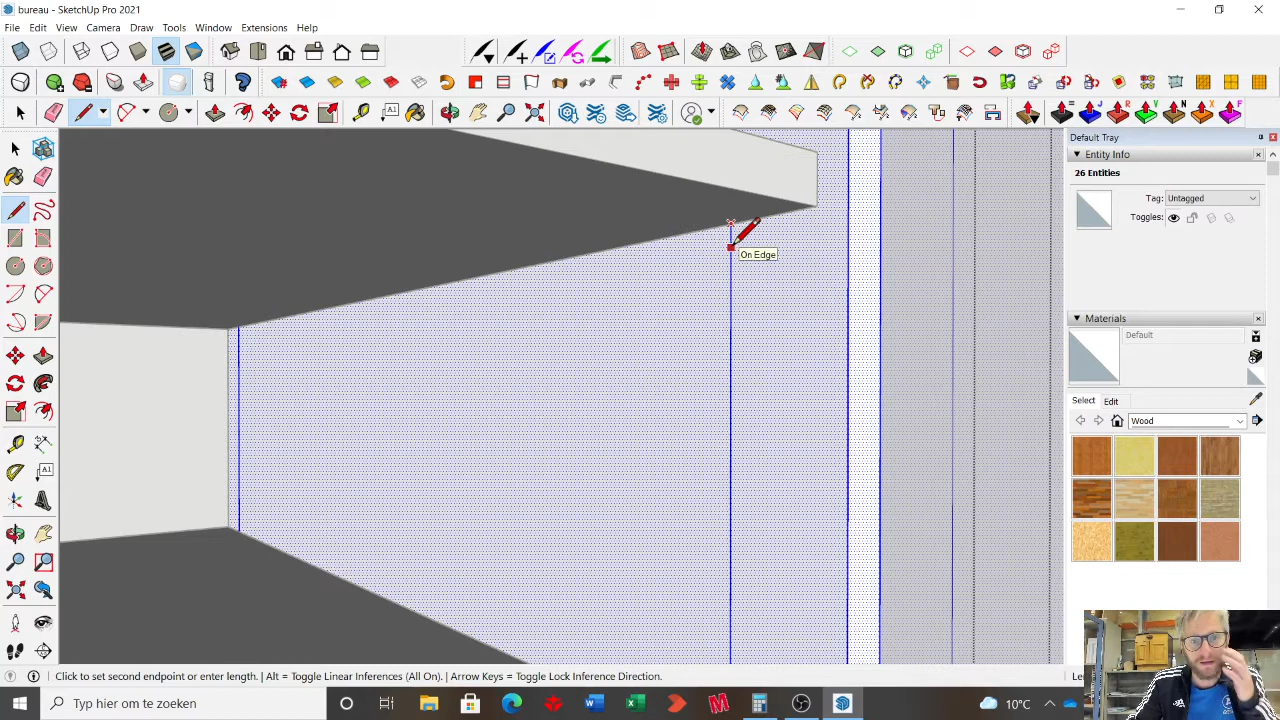 bureau - SketchUp Pro 2021
File Edit View Camera Draw Tools Window Extensions Help
A1
= J R V N X F
Default Tray
Entity Info
26 Entities
Tag: Untagged
Toggles:
On Edge
Materials
Default
Select Edit
Wood
A1
Click to set second endpoint or enter length. | Alt = Toggle Linear Inferences (All On). | Arrow Keys = Toggle Lock Inference Direction.
Typ hier om te zoeken
10°C